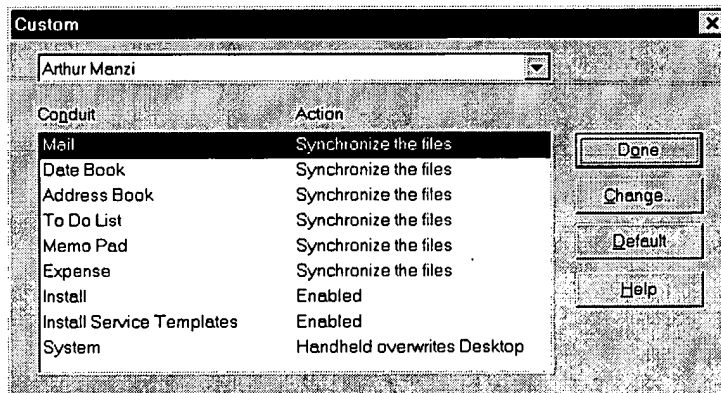 Custom
Arthur Manzi
Conduit Action
Mail Synchronize the files
Date Book Synchronize the files
Address Book Synchronize the files
To Do List Synchronize the files
Memo Pad Synchronize the files
Expense Synchronize the files
Install Enabled
Install Service Templates Enabled
System Handheld overwrites Desktop
Done
Change...
Default
Help